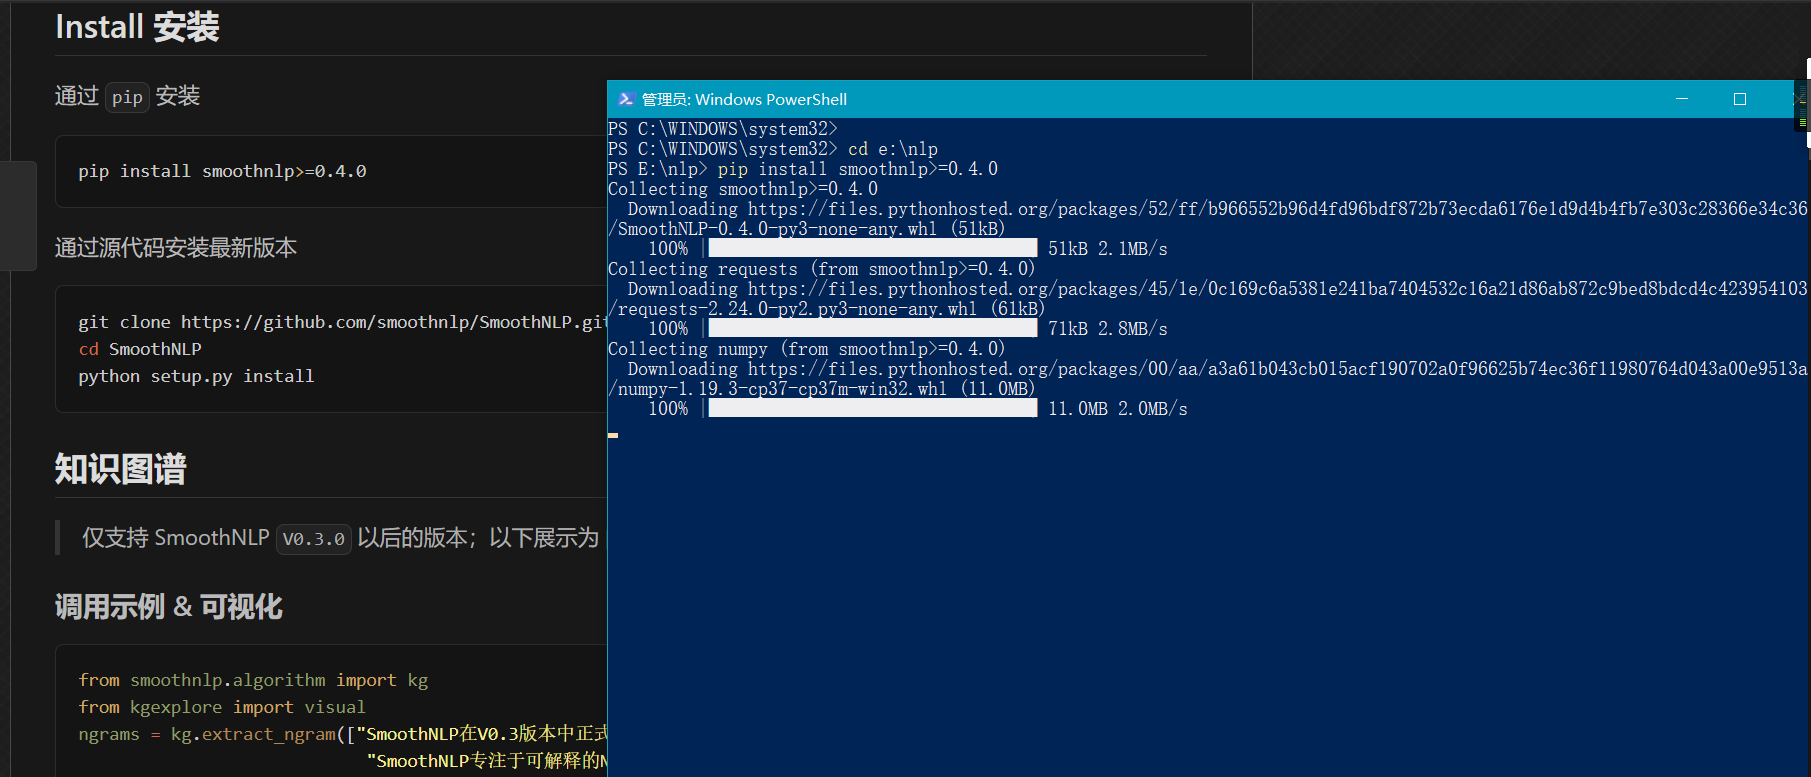 Install 安装
通过 pip 安装
pip install smoothnlp>=0.4.0
通过源代码安装最新版本
git clone https://github.com/smoothnlp/SmoothNLP.git
cd SmoothNLP
python setup.py install
知识图谱
仅支持 SmoothNLP V0.3.0 以后的版本；以下展示为
调用示例 & 可视化
from smoothnlp.algorithm import kg
from kgexplore import visual
ngrams = kg.extract_ngram(["SmoothNLP在V0.3版本中正式
"SmoothNLP专注于可解释的N
管理员: Windows PowerShell
PS C:\WINDOWS\system32>
PS C:\WINDOWS\system32> cd e:\nlp
PS E:\nlp> pip install smoothnlp>=0.4.0
Collecting smoothnlp>=0.4.0
Downloading https://files.pythonhosted.org/packages/52/ff/b966552b96d4fd96bdf872b73ecda6176e1d9d4b4fb7e303c28366e34c36
/SmoothNLP-0.4.0-py3-none-any.whl (51kB)
100% | 51kB 2.1MB/s
Collecting requests (from smoothnlp>=0.4.0)
Downloading https://files.pythonhosted.org/packages/45/1e/0c169c6a5381e241ba7404532c16a21d86ab872c9bed8bdcd4c423954103
/requests-2.24.0-py2.py3-none-any.whl (61kB)
100% | 71kB 2.8MB/s
Collecting numpy (from smoothnlp>=0.4.0)
Downloading https://files.pythonhosted.org/packages/00/aa/a3a61b043cb015acf190702a0f96625b74ec36f11980764d043a00e9513a
/numpy-1.19.3-cp37-cp37m-win32.whl (11.0MB)
100% | 11.0MB 2.0MB/s